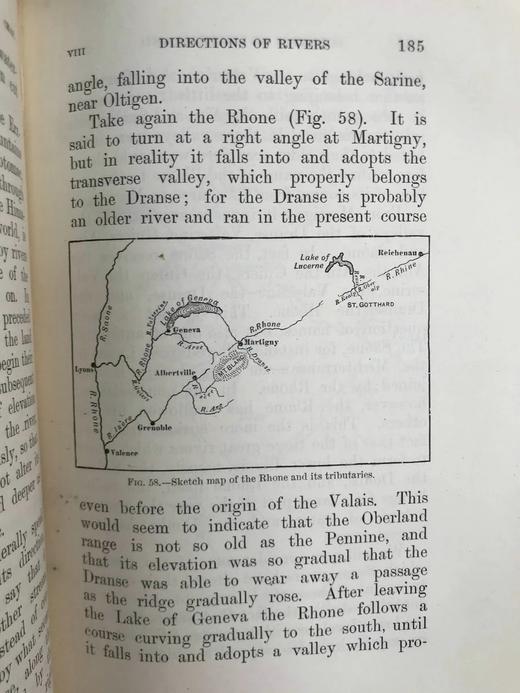 VIII DIRECTIONS OF RIVERS 185
angle, falling into the valley of the Sarine,
near Oltigen.
Take again the Rhone (Fig. 58). It is
said to turn at a right angle at Martigny,
but in reality it falls into and adopts the
transverse valley, which properly belongs
to the Dranse; for the Dranse is probably
an older river and ran in the present course
Lake of
Lucerne
Reichenau
R. Rhine
ST. GOTTHARD
R. Saone
Lake of Geneva
Geneva
R. Rhone
R. Rhone
Martigny
R. Dranse
R. Arve
Lyons
Albertville
MT BLANC
R. Rhone
R. Isère
Grenoble
Valence
FIG. 58.—Sketch map of the Rhone and its tributaries.
even before the origin of the Valais. This
would seem to indicate that the Oberland
range is not so old as the Pennine, and
that its elevation was so gradual that the
Dranse was able to wear away a passage
as the ridge gradually rose. After leaving
the Lake of Geneva the Rhone follows a
course curving gradually to the south, until
it falls into and adopts a valley which pro-